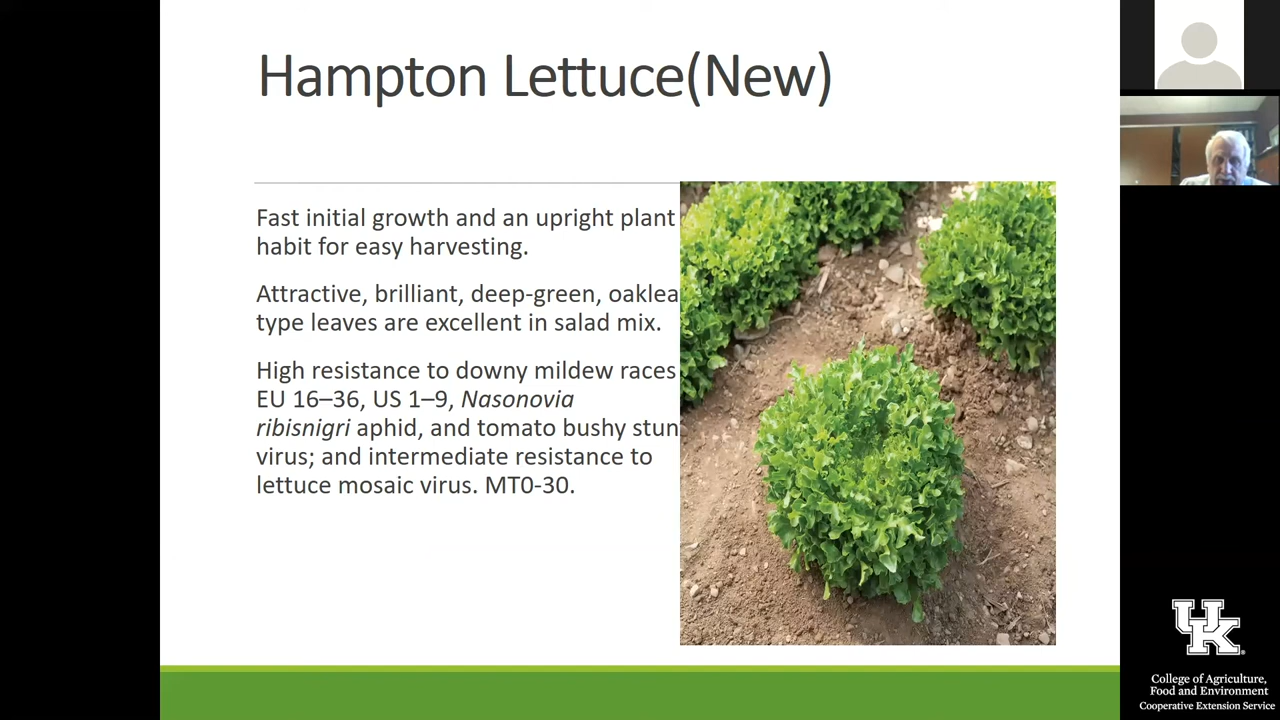 Hampton Lettuce(New)
Fast initial growth and an upright plant
habit for easy harvesting.
Attractive, brilliant, deep-green, oaklea
type leaves are excellent in salad mix.
High resistance to downy mildew races
EU 16–36, US 1–9, Nasonovia
ribisnigri aphid, and tomato bushy stun
virus; and intermediate resistance to
lettuce mosaic virus. MT0-30.
UK
College of Agriculture,
Food and Environment
Cooperative Extension Service